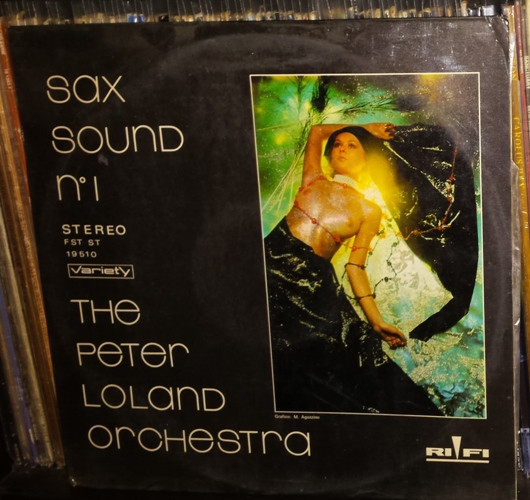 sax
sound
n°1
STEREO
FST ST
19510
Variety
THE
peter
Loland
orchestra
Grafica: M. Agostini
RI-FI